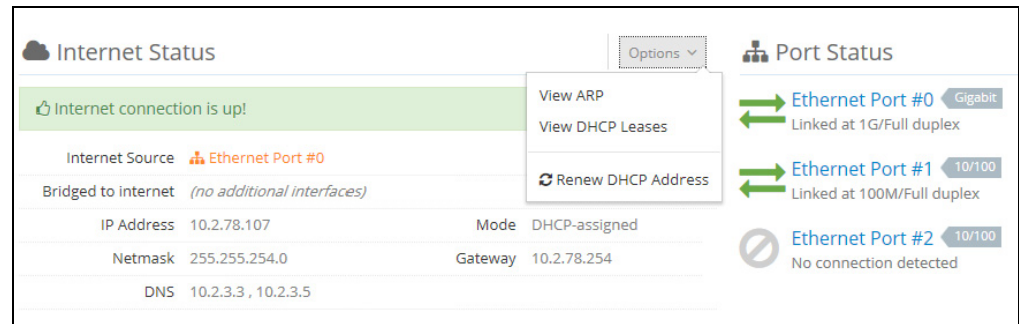 Internet Status
Options
Internet connection is up!
View ARP
View DHCP Leases
Renew DHCP Address
Internet Source Ethernet Port #0
Bridged to internet (no additional interfaces)
IP Address 10.2.78.107 Mode DHCP-assigned
Netmask 255.255.254.0 Gateway 10.2.78.254
DNS 10.2.3.3 , 10.2.3.5
Port Status
Ethernet Port #0 Gigabit
Linked at 1G/Full duplex
Ethernet Port #1 10/100
Linked at 100M/Full duplex
Ethernet Port #2 10/100
No connection detected